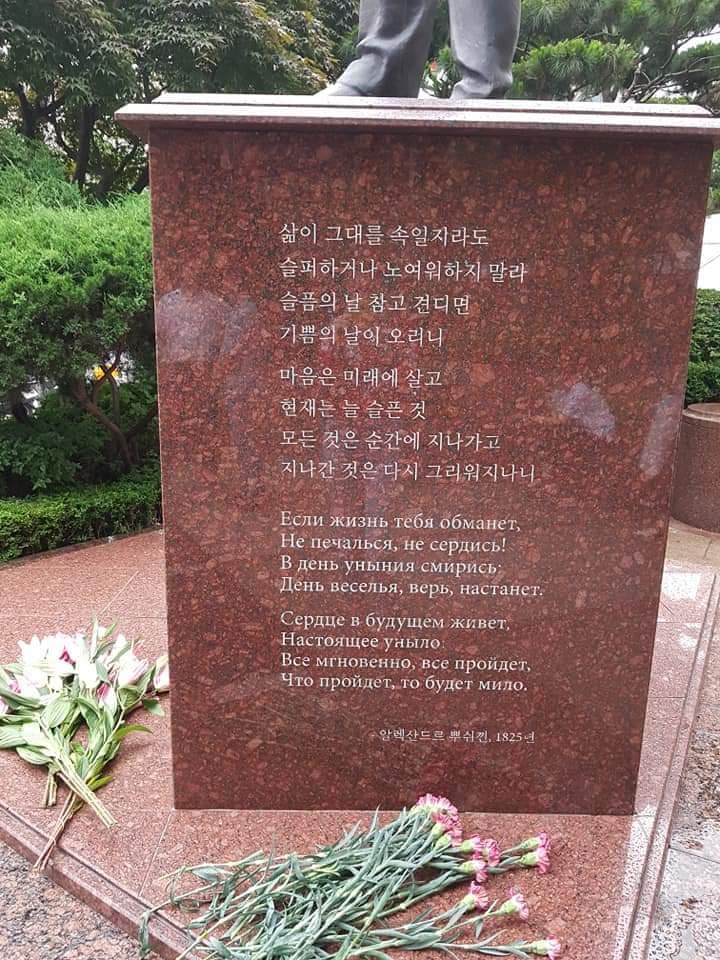 삶이 그대를 속일지라도
슬퍼하거나 노여워하지 말라
슬픔의 날 참고 견디면
기쁨의 날이 오리니
마음은 미래에 살고
현재는 늘 슬픈 것
모든 것은 순간에 지나가고
지나간 것은 다시 그리워지나니
Если жизнь тебя обманет,
Не печалься, не сердись!
В день уныния смирись:
День веселья, верь, настанет.
Сердце в будущем живет,
Настоящее уныло:
Все мгновенно, все пройдет,
Что пройдет, то будет мило.
- 알렉산드르 뿌쉬낀, 1825년